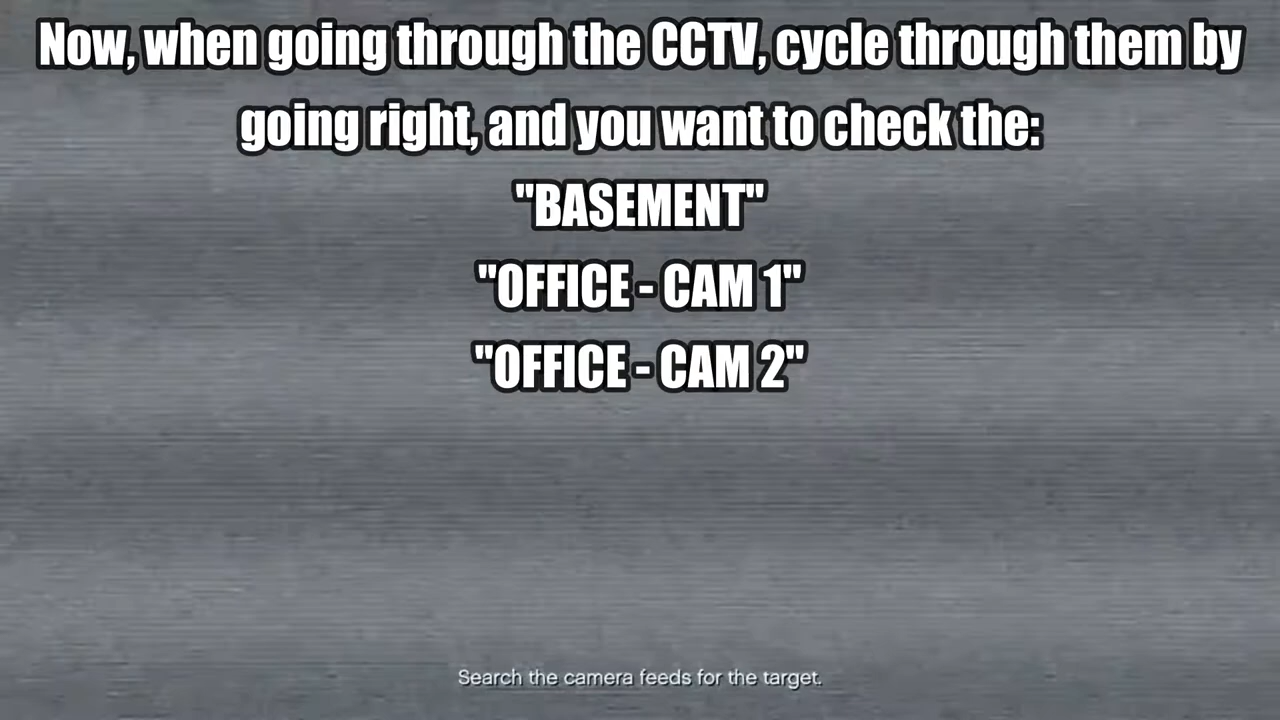 Now, when going through the CCTV, cycle through them by
going right, and you want to check the:
"BASEMENT"
"OFFICE - CAM 1"
"OFFICE - CAM 2"
Search the camera feeds for the target.